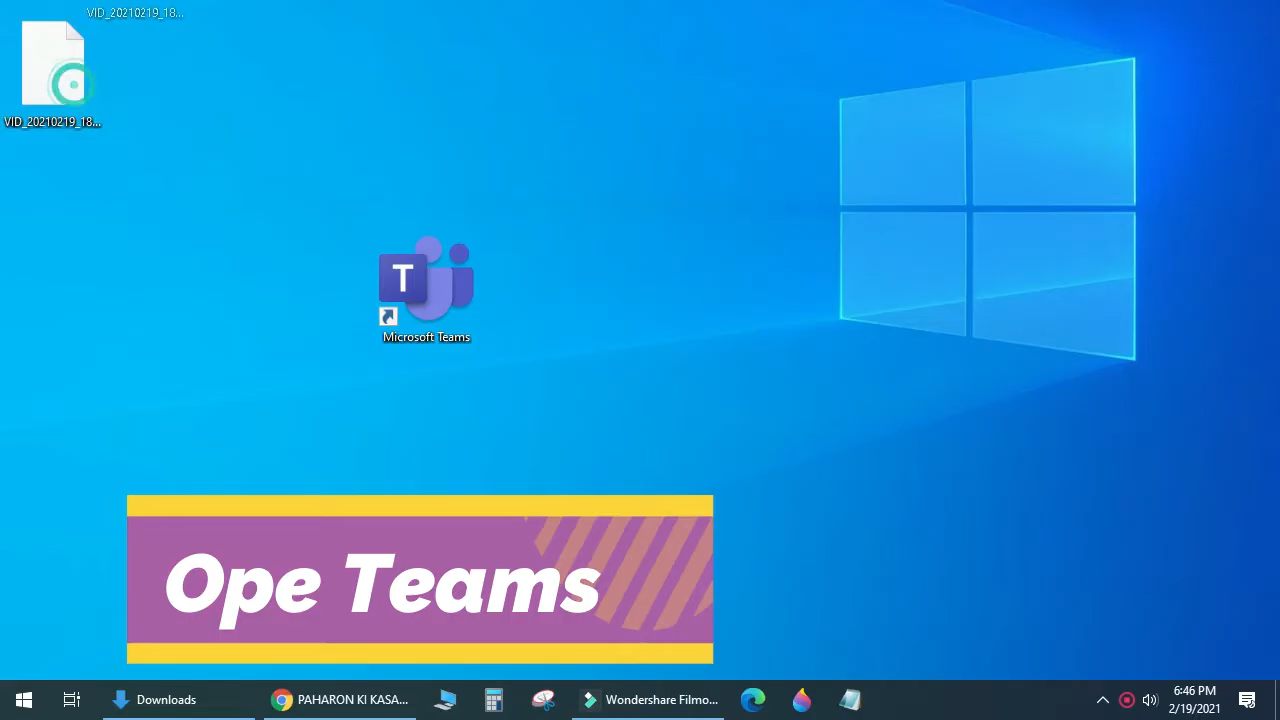 VID_20210219_18...
VID_20210219_18...
T
Microsoft Teams
Ope Teams
Downloads
PAHARON KI KASA...
Wondershare Filmo...
6:46 PM
2/19/2021